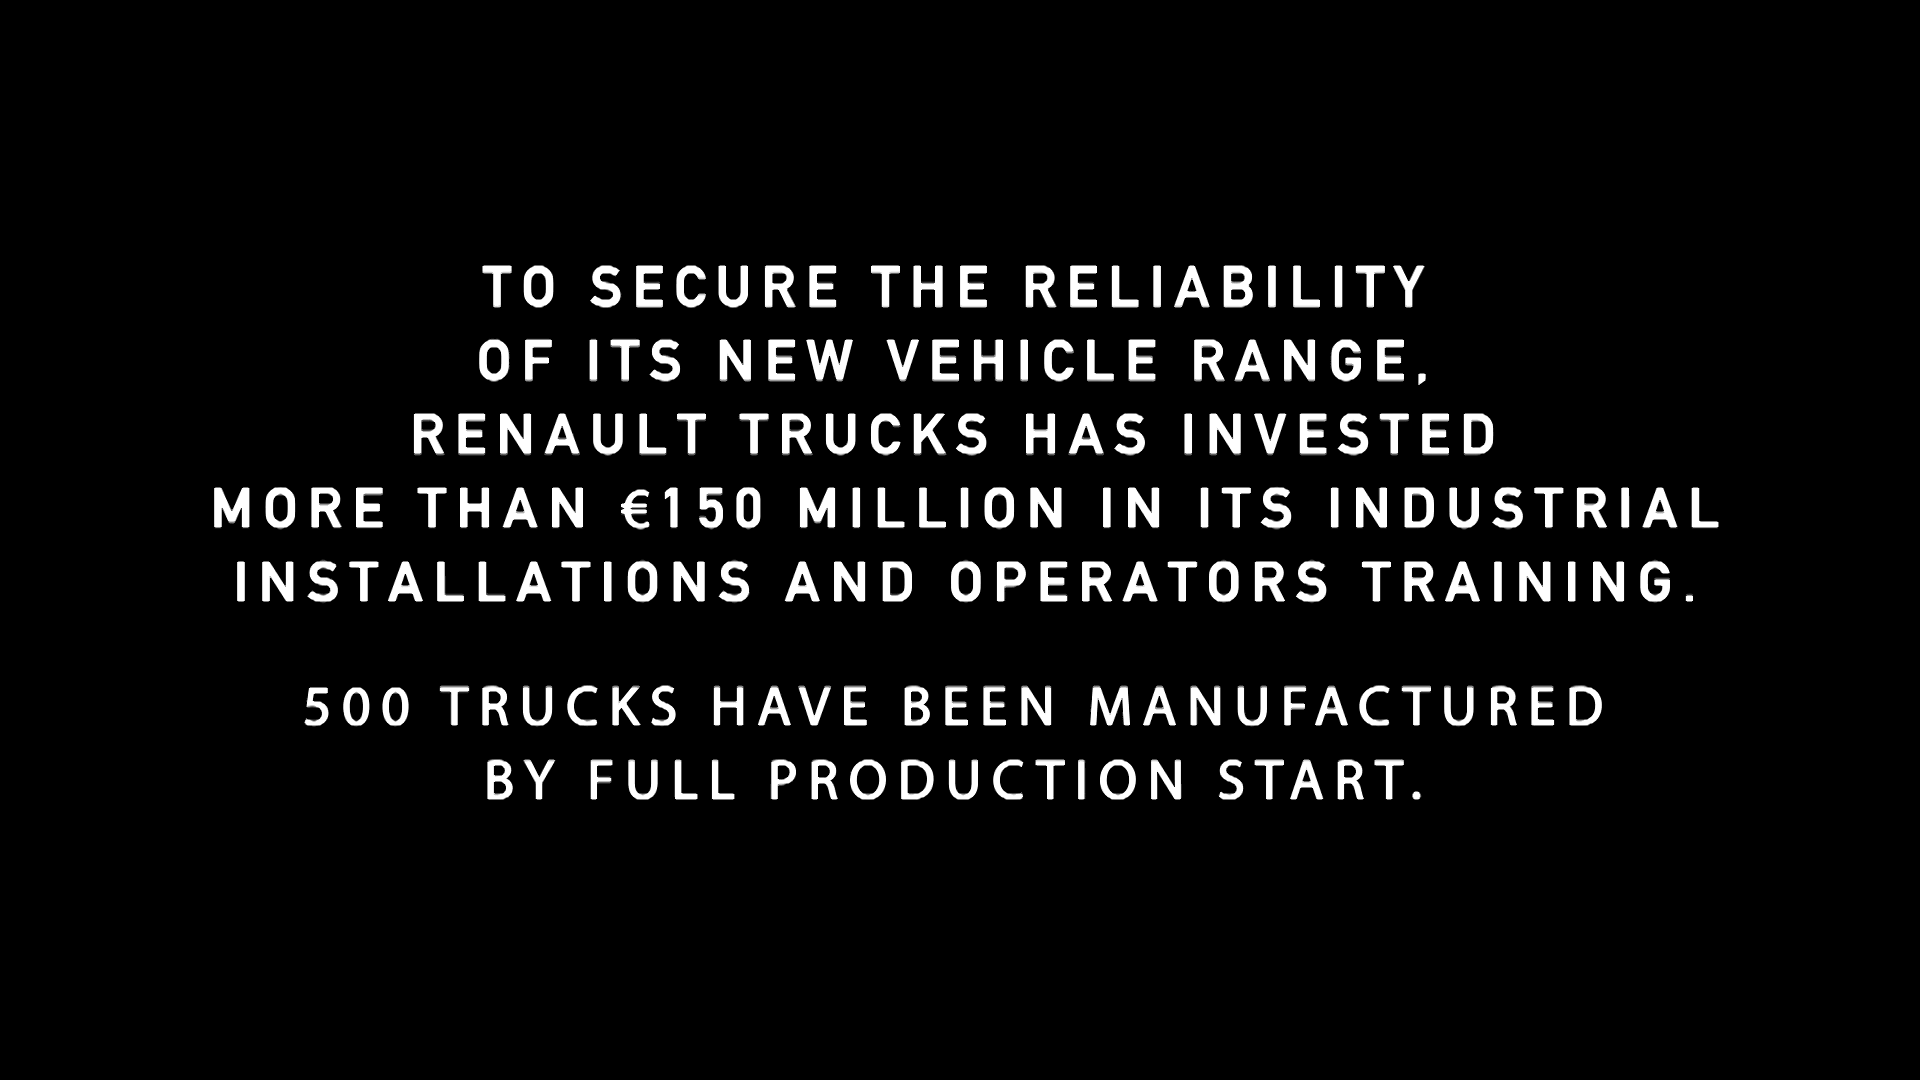 TO SECURE THE RELIABILITY
OF ITS NEW VEHICLE RANGE,
RENAULT TRUCKS HAS INVESTED
MORE THAN €150 MILLION IN ITS INDUSTRIAL
INSTALLATIONS AND OPERATORS TRAINING.
500 TRUCKS HAVE BEEN MANUFACTURED
BY FULL PRODUCTION START.